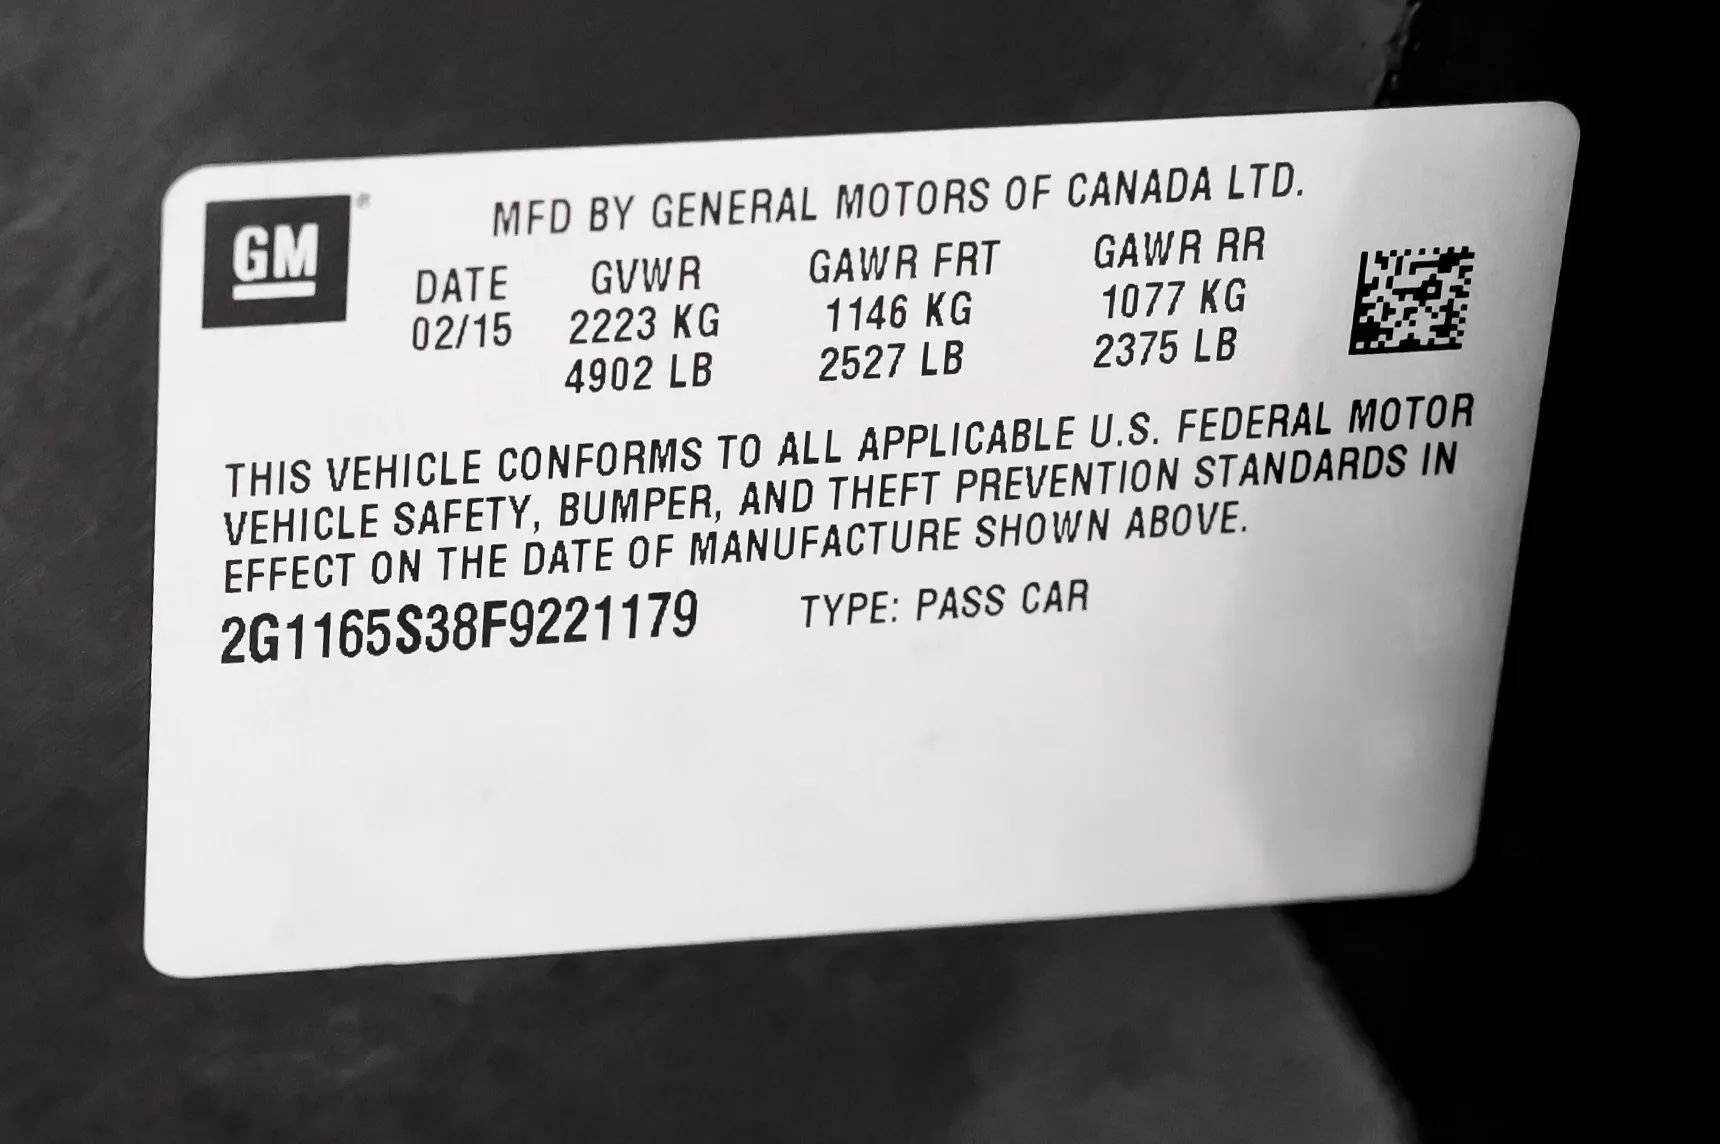 GM ®
MFD BY GENERAL MOTORS OF CANADA LTD.
DATE GVWR GAWR FRT GAWR RR
02/15 2223 KG 1146 KG 1077 KG
4902 LB 2527 LB 2375 LB
THIS VEHICLE CONFORMS TO ALL APPLICABLE U.S. FEDERAL MOTOR
VEHICLE SAFETY, BUMPER, AND THEFT PREVENTION STANDARDS IN
EFFECT ON THE DATE OF MANUFACTURE SHOWN ABOVE.
2G1165S38F9221179 TYPE: PASS CAR